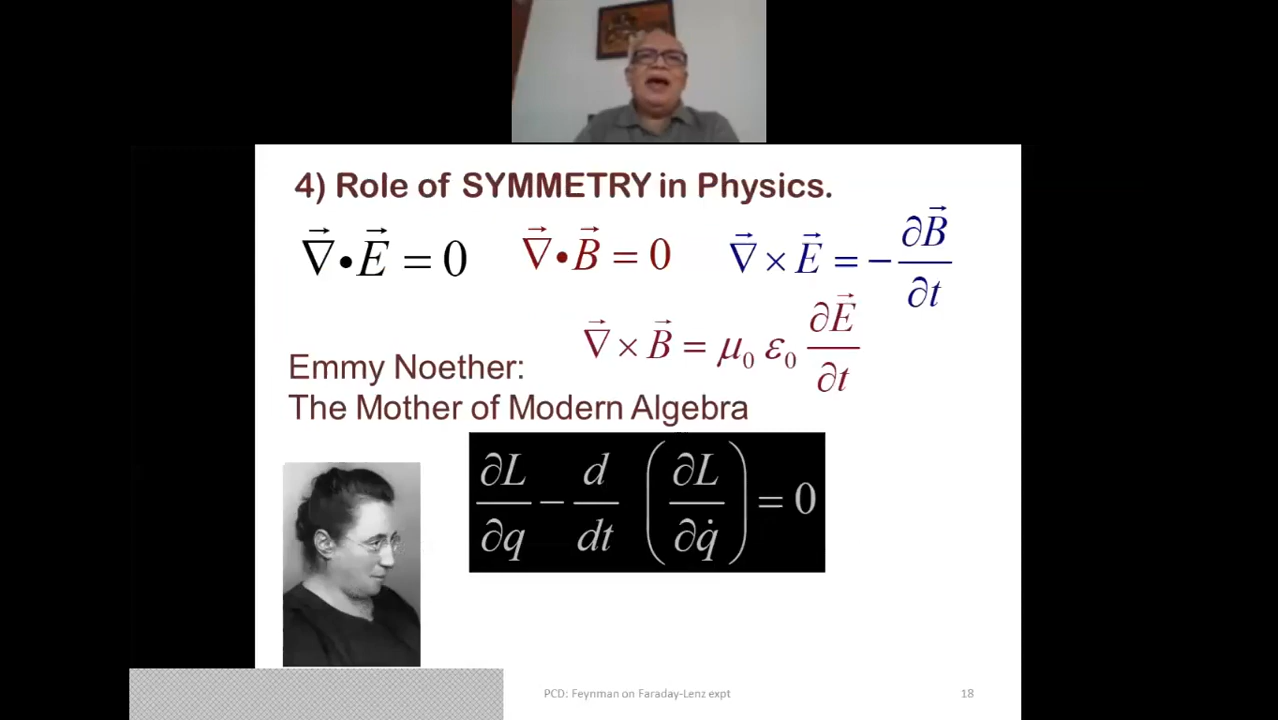 4) Role of SYMMETRY in Physics.
∇⃗•E⃗ = 0 ∇⃗•B⃗ = 0 ∇⃗ × E⃗ = −∂B⃗/∂t
∇⃗ × B⃗ = μ₀ ε₀ ∂E⃗/∂t
Emmy Noether:
The Mother of Modern Algebra
∂L/∂q − d/dt (∂L/∂q̇) = 0
PCD: Feynman on Faraday-Lenz expt 18